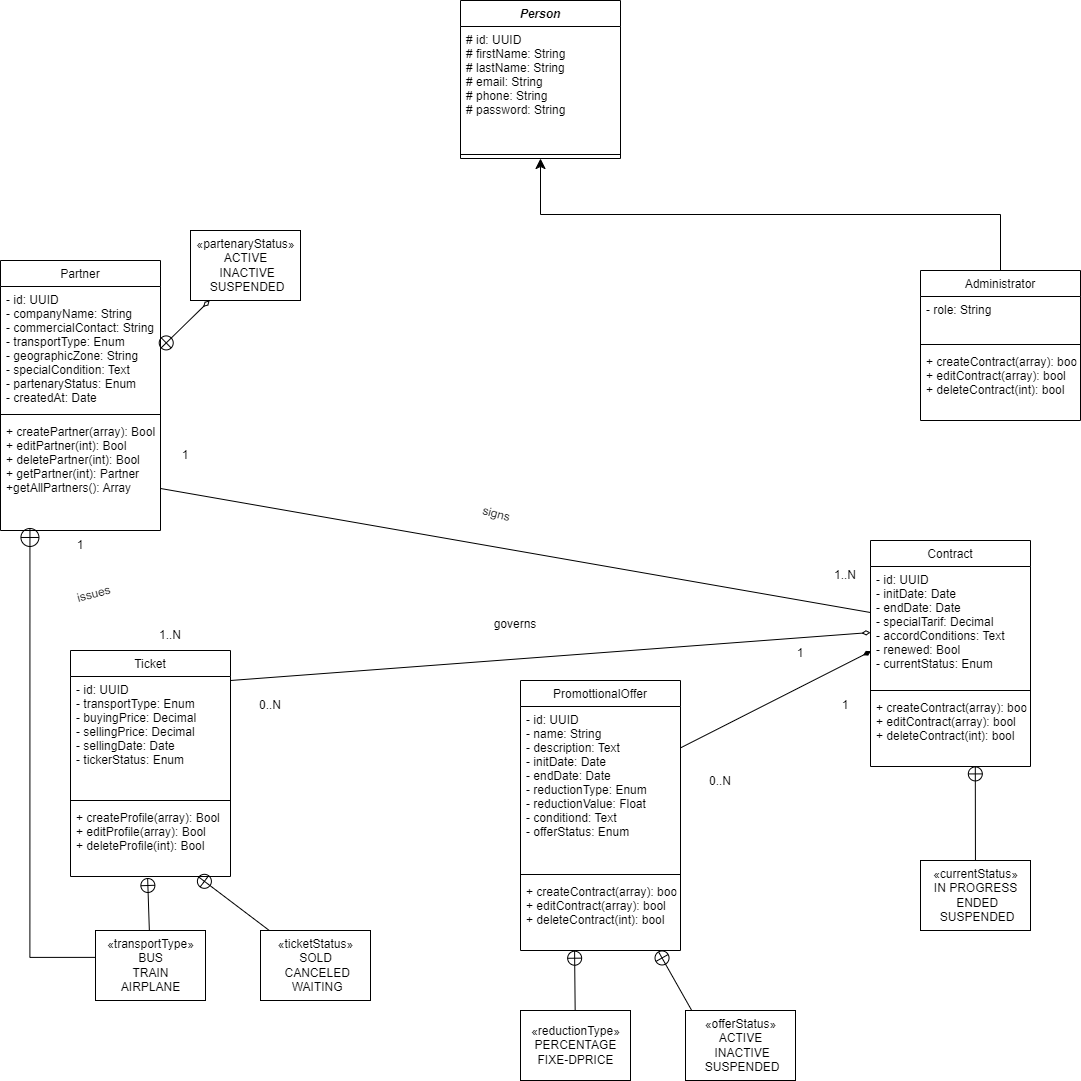 Person
# id: UUID
# firstName: String
# lastName: String
# email: String
# phone: String
# password: String
«partenaryStatus»
ACTIVE
INACTIVE
SUSPENDED
Partner
- id: UUID
- companyName: String
- commercialContact: String
- transportType: Enum
- geographicZone: String
- specialCondition: Text
- partenaryStatus: Enum
- createdAt: Date
+ createPartner(array): Bool
+ editPartner(int): Bool
+ deletePartner(int): Bool
+ getPartner(int): Partner
+getAllPartners(): Array
Administrator
- role: String
+ createContract(array): boo
+ editContract(array): bool
+ deleteContract(int): bool
1
signs
1..N
1
issues
1..N
governs
1
0..N
1
0..N
Contract
- id: UUID
- initDate: Date
- endDate: Date
- specialTarif: Decimal
- accordConditions: Text
- renewed: Bool
- currentStatus: Enum
+ createContract(array): boo
+ editContract(array): bool
+ deleteContract(int): bool
Ticket
- id: UUID
- transportType: Enum
- buyingPrice: Decimal
- sellingPrice: Decimal
- sellingDate: Date
- tickerStatus: Enum
+ createProfile(array): Bool
+ editProfile(array): Bool
+ deleteProfile(int): Bool
PromottionalOffer
- id: UUID
- name: String
- description: Text
- initDate: Date
- endDate: Date
- reductionType: Enum
- reductionValue: Float
- conditiond: Text
- offerStatus: Enum
+ createContract(array): boo
+ editContract(array): bool
+ deleteContract(int): bool
«currentStatus»
IN PROGRESS
ENDED
SUSPENDED
«transportType»
BUS
TRAIN
AIRPLANE
«ticketStatus»
SOLD
CANCELED
WAITING
«reductionType»
PERCENTAGE
FIXE-DPRICE
«offerStatus»
ACTIVE
INACTIVE
SUSPENDED